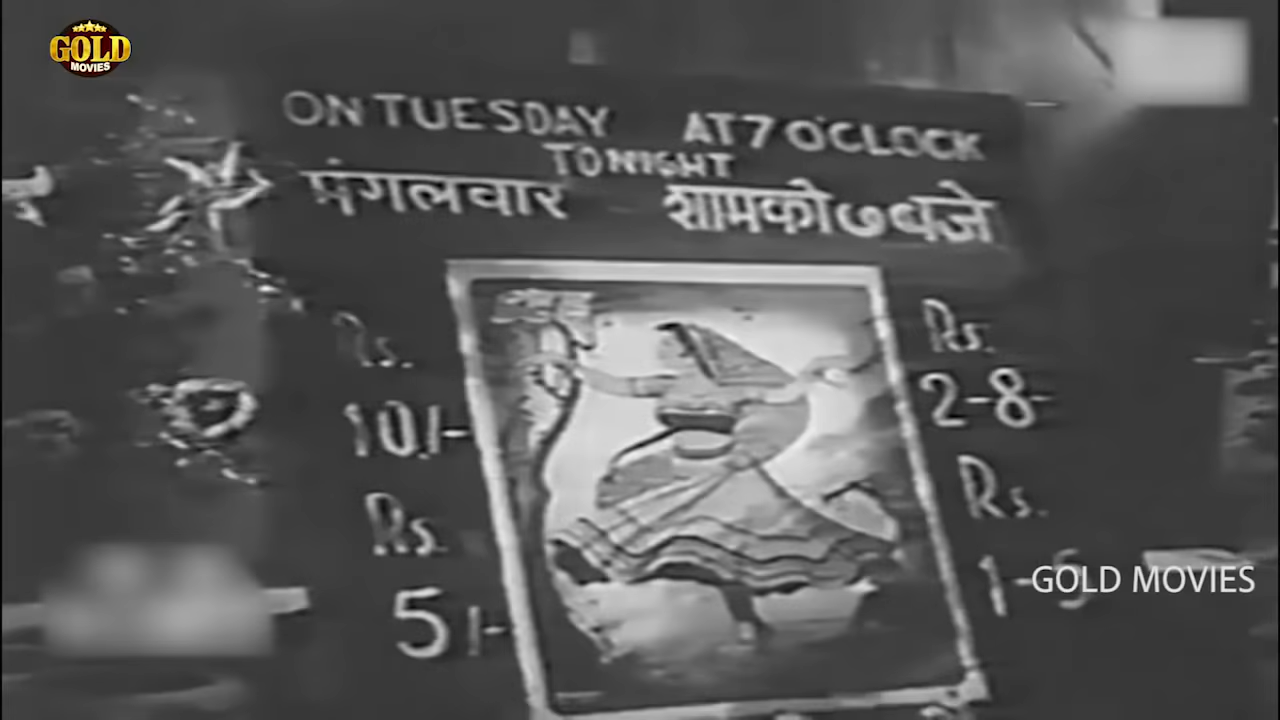 GOLD
MOVIES
ON TUESDAY AT 7 O'CLOCK
TONIGHT
मंगलवार शामको ७ बजे
Rs.
10/-
Rs.
5/-
Rs.
2-8-
Rs.
1-
GOLD MOVIES